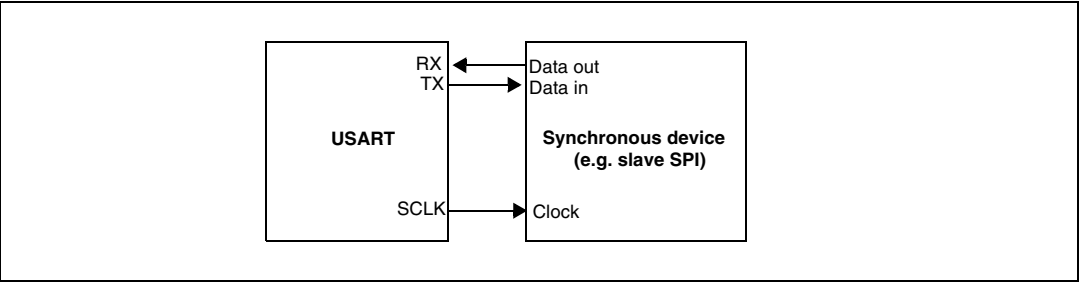 RX
Data out
TX
Data in
USART
Synchronous device
(e.g. slave SPI)
SCLK
Clock